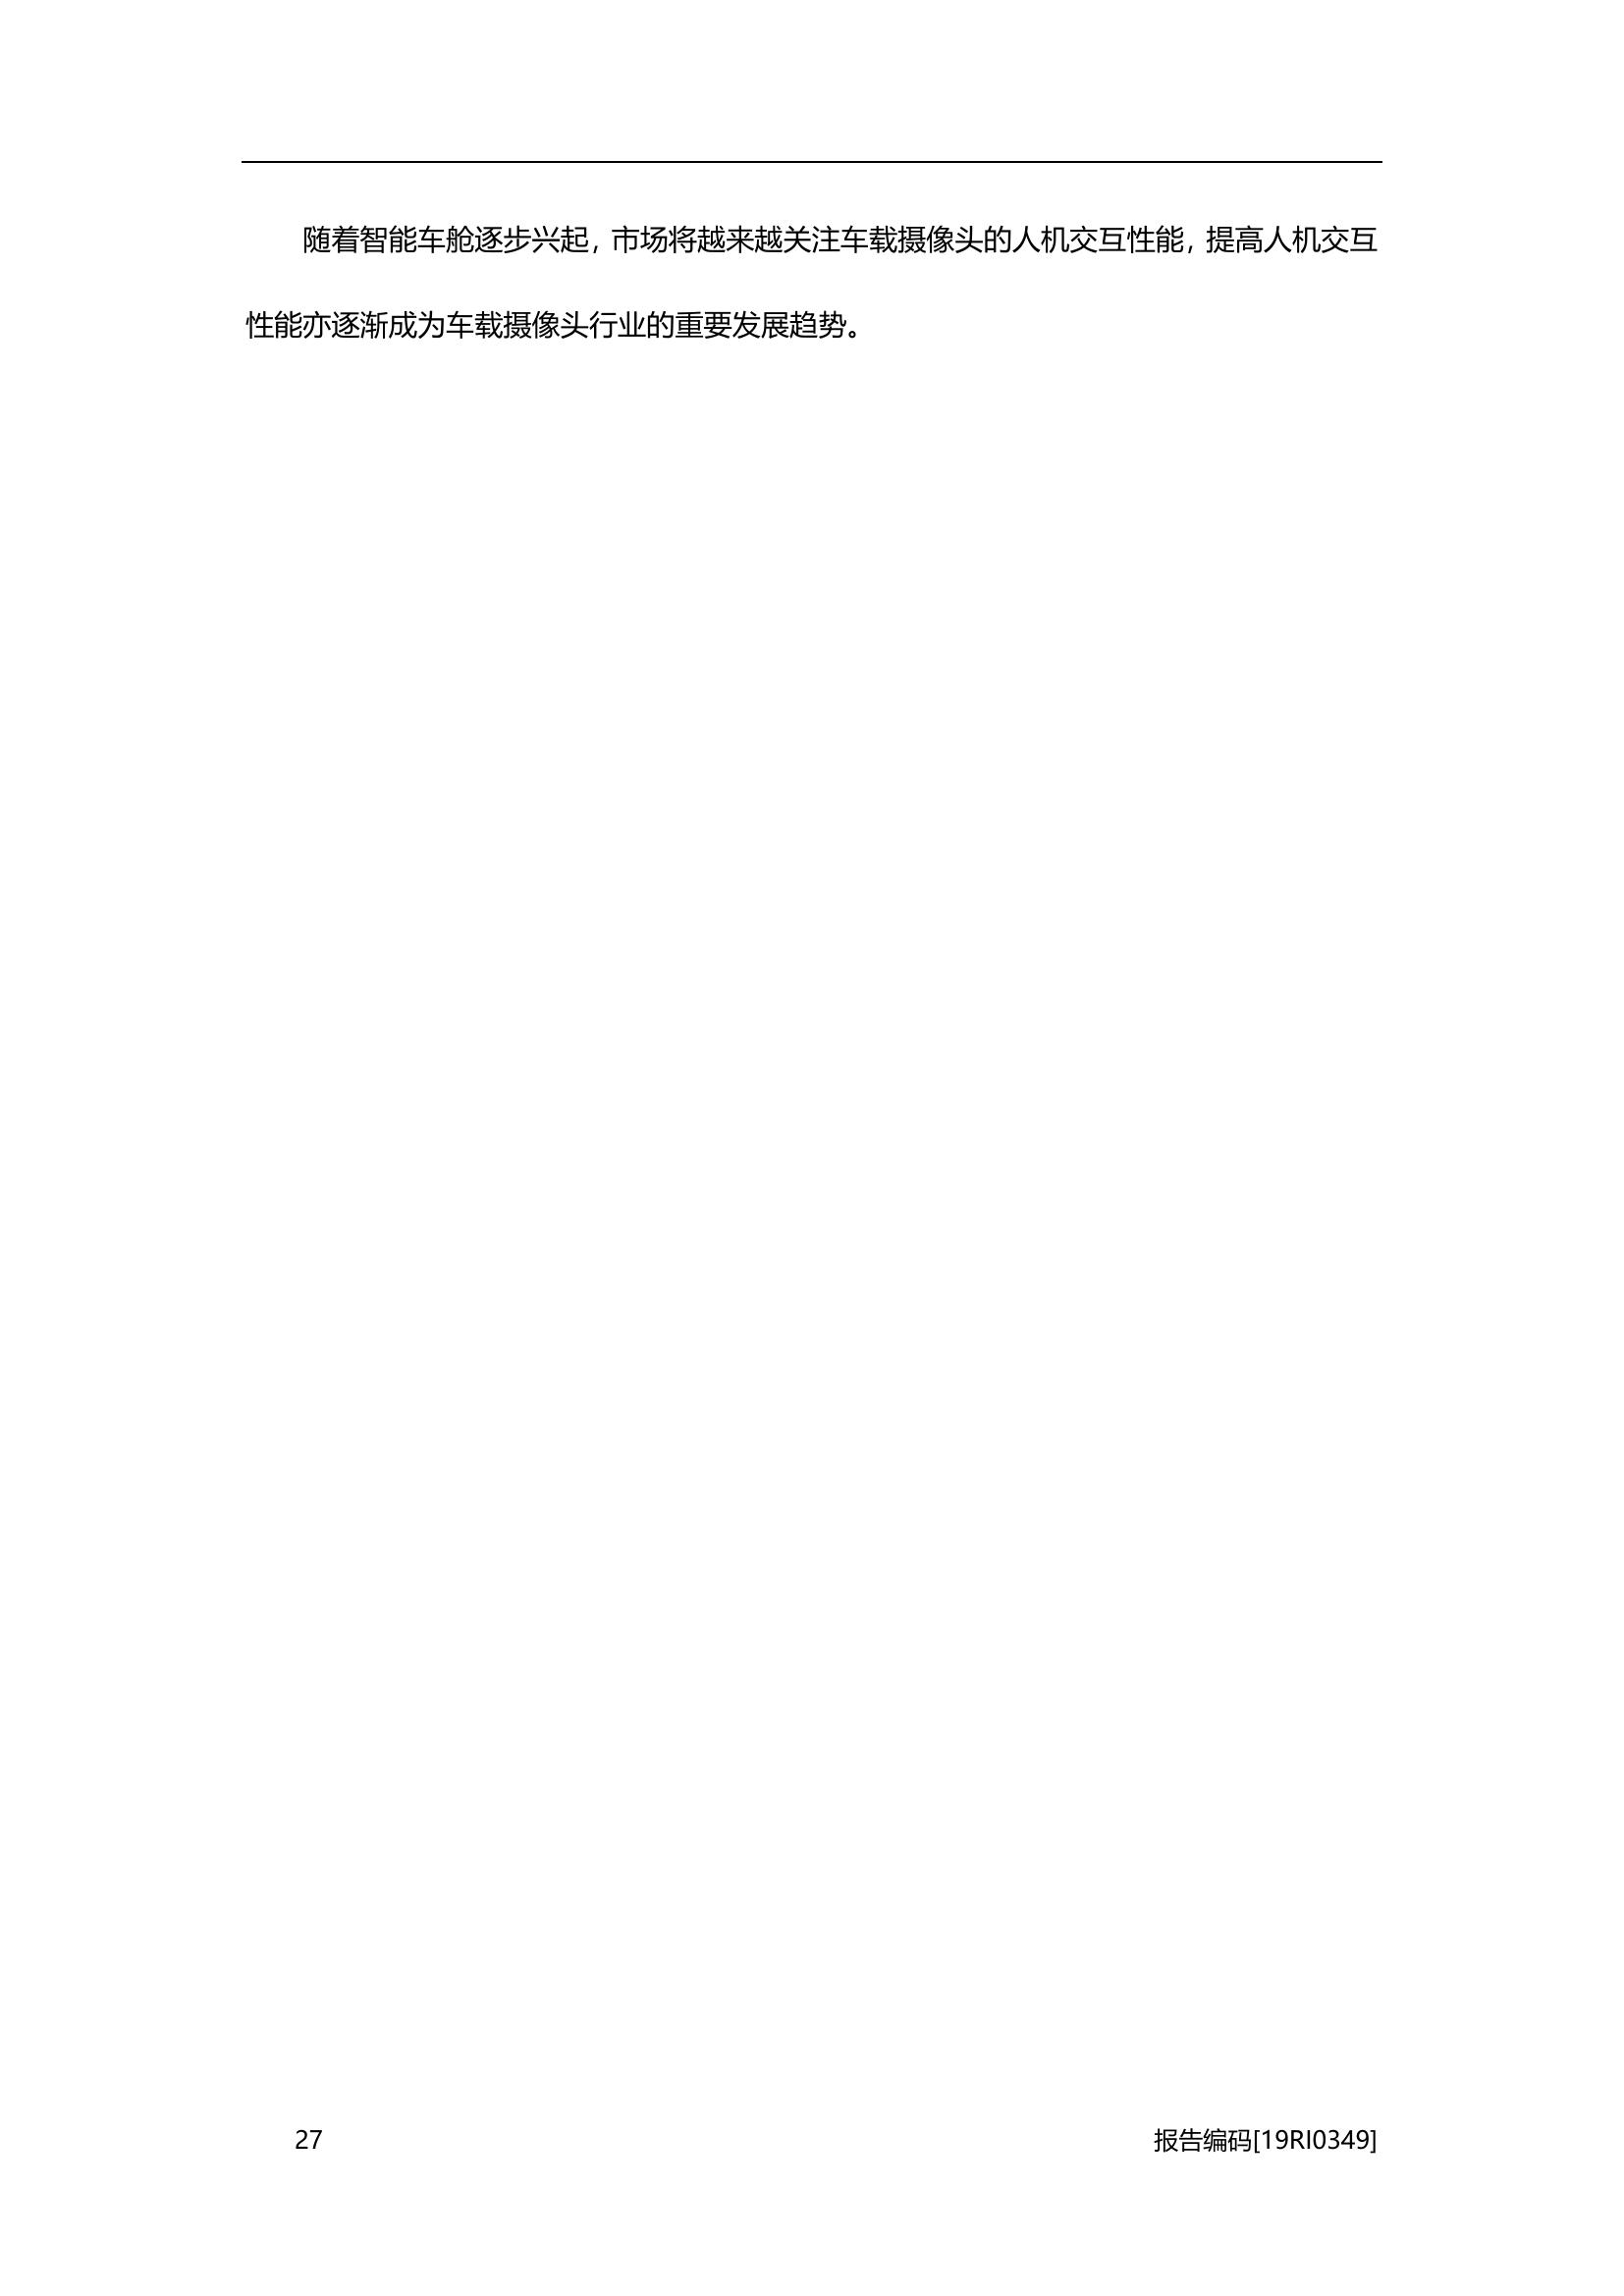 随着智能车舱逐步兴起，市场将越来越关注车载摄像头的人机交互性能，提高人机交互
性能亦逐渐成为车载摄像头行业的重要发展趋势。
27 报告编码[19RI0349]